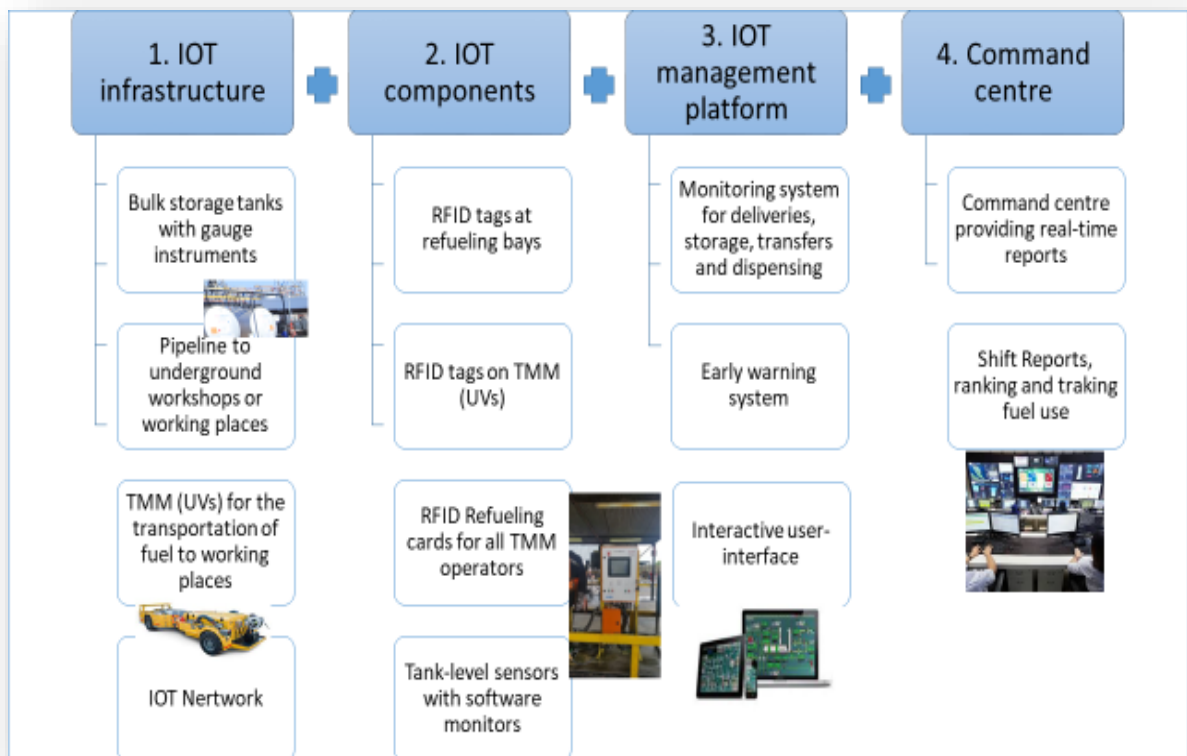 1. IOT
infrastructure
2. IOT
components
3. IOT
management
platform
4. Command
centre
Bulk storage tanks
with gauge
instruments
Pipeline to
underground
workshops or
working places
TMM (UVs) for the
transportation of
fuel to working
places
IOT Nertwork
RFID tags at
refueling bays
RFID tags on TMM
(UVs)
RFID Refueling
cards for all TMM
operators
Tank-level sensors
with software
monitors
Monitoring system
for deliveries,
storage, transfers
and dispensing
Early warning
system
Interactive user-
interface
Command centre
providing real-time
reports
Shift Reports,
ranking and traking
fuel use